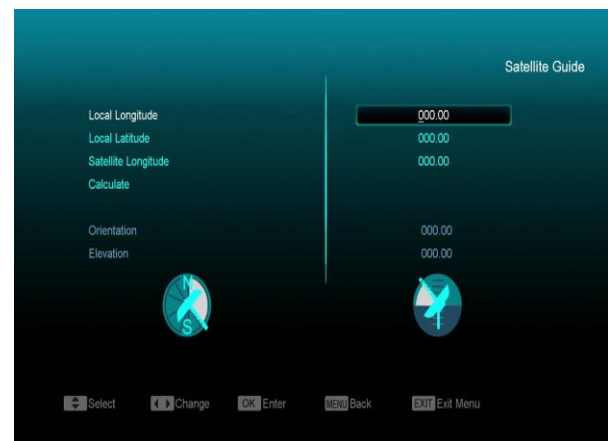 Satellite Guide
Local Longitude 000.00
Local Latitude 000.00
Satellite Longitude 000.00
Calculate
Orientation 000.00
Elevation 000.00
N
S
Select Change OK Enter MENU Back EXIT Exit Menu